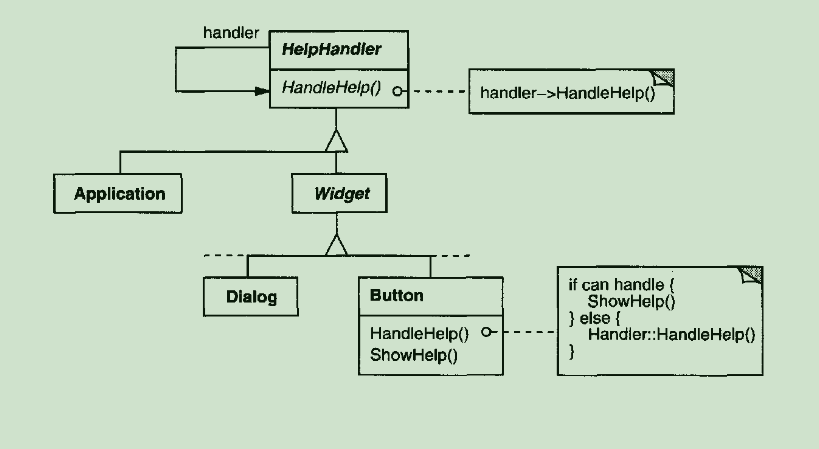 handler
HelpHandler
HandleHelp()
handler–>HandleHelp()
Application
Widget
Dialog
Button
HandleHelp()
ShowHelp()
if can handle {
ShowHelp()
} else {
Handler::HandleHelp()
}